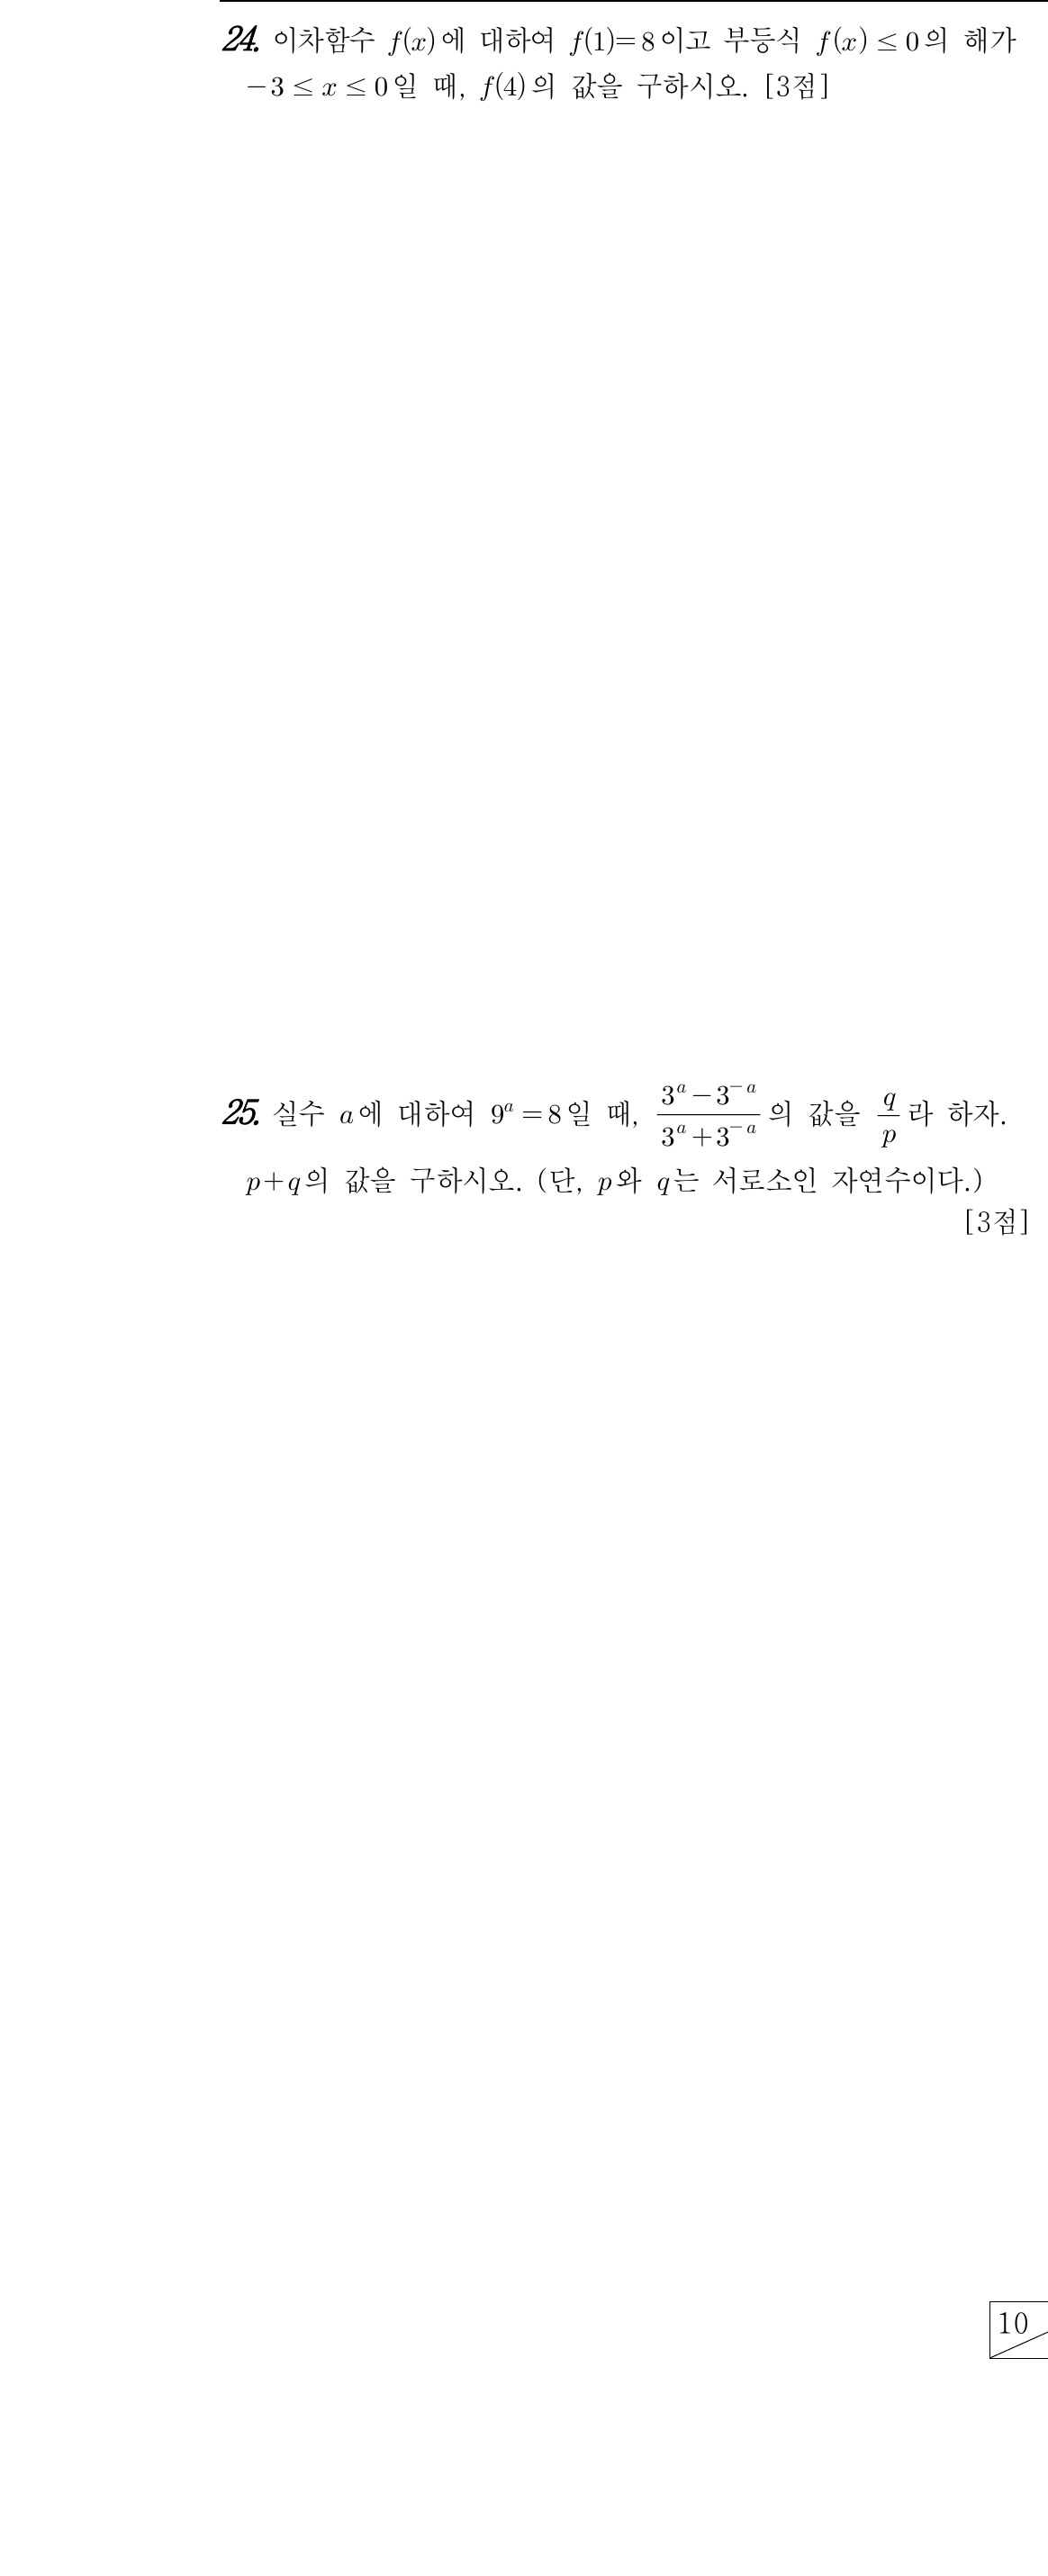 24. 이차함수 f(x)에 대하여 f(1)=8이고 부등식 f(x) ≤ 0의 해가
−3 ≤ x ≤ 0일 때, f(4)의 값을 구하시오. [3점]
25. 실수 a에 대하여 9^a = 8일 때, \frac{3^a − 3^{−a}}{3^a + 3^{−a}}의 값을 \frac{q}{p}라 하자.
p+q의 값을 구하시오. (단, p와 q는 서로소인 자연수이다.)
[3점]
10